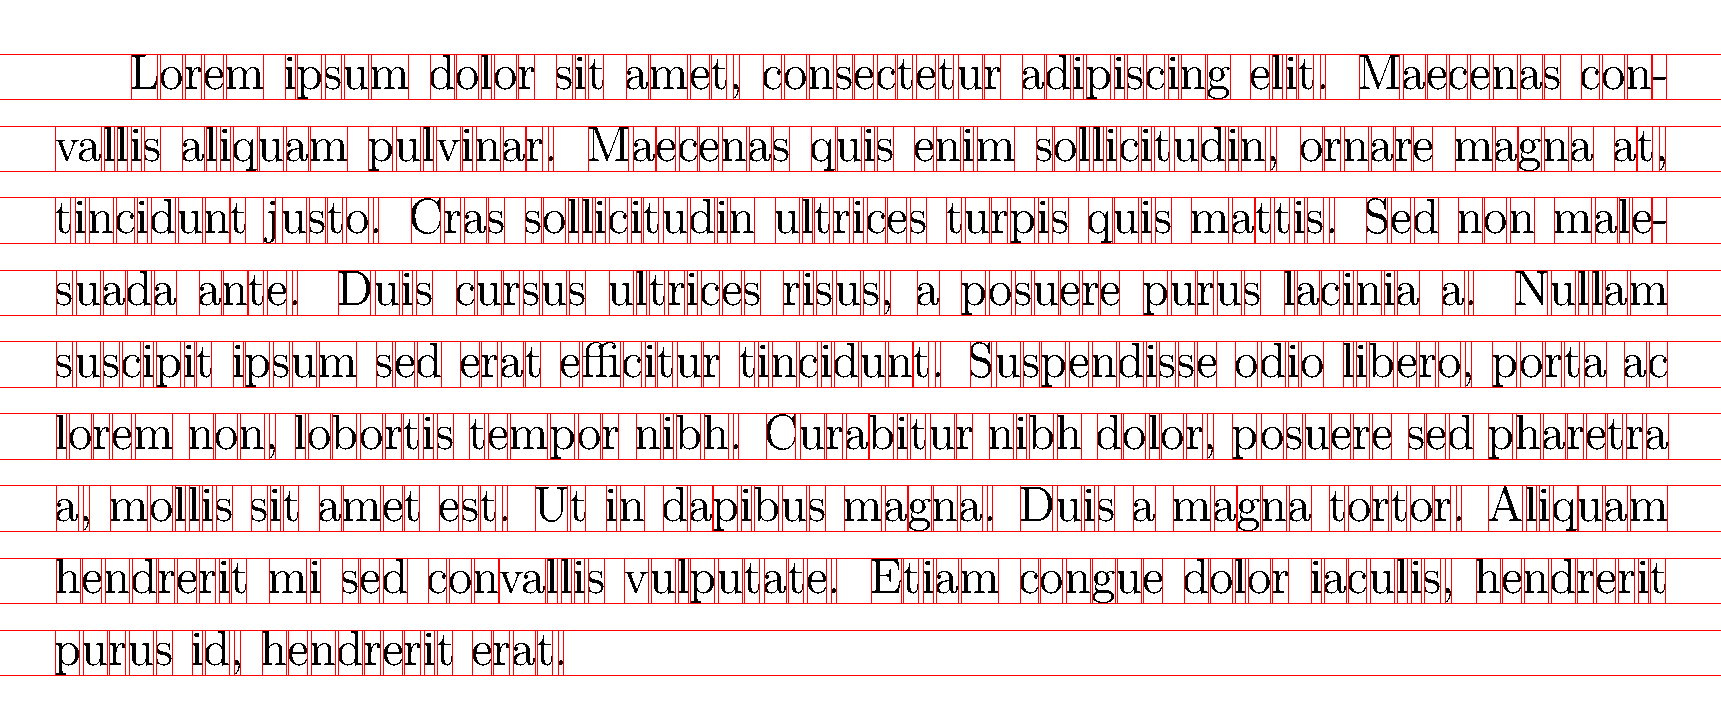 Lorem ipsum dolor sit amet, consectetur adipiscing elit. Maecenas con-
vallis aliquam pulvinar. Maecenas quis enim sollicitudin, ornare magna at,
tincidunt justo. Cras sollicitudin ultrices turpis quis mattis. Sed non male-
suada ante. Duis cursus ultrices risus, a posuere purus lacinia a. Nullam
suscipit ipsum sed erat efficitur tincidunt. Suspendisse odio libero, porta ac
lorem non, lobortis tempor nibh. Curabitur nibh dolor, posuere sed pharetra
a, mollis sit amet est. Ut in dapibus magna. Duis a magna tortor. Aliquam
hendrerit mi sed convallis vulputate. Etiam congue dolor iaculis, hendrerit
purus id, hendrerit erat.